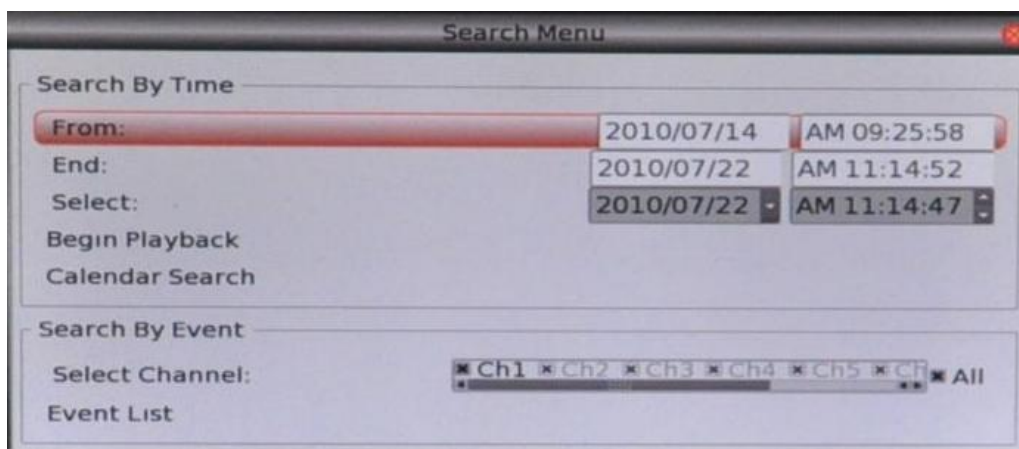 Search Menu
Search By Time
From: 2010/07/14 AM 09:25:58
End: 2010/07/22 AM 11:14:52
Select: 2010/07/22 AM 11:14:47
Begin Playback
Calendar Search
Search By Event
Select Channel: Ch1 Ch2 Ch3 Ch4 Ch5 Ch All
Event List